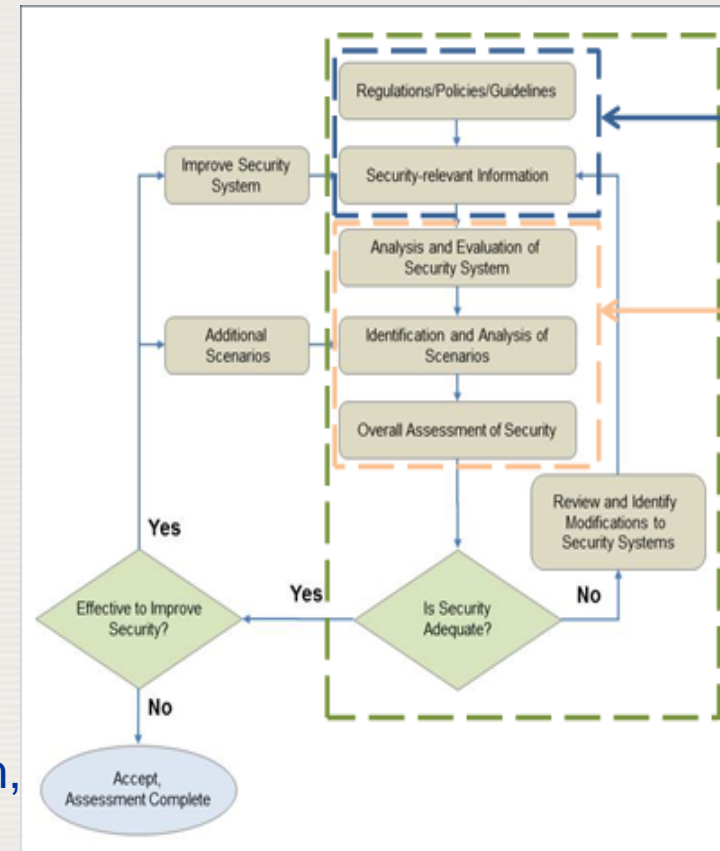 Regulations/Policies/Guidelines
Improve Security
System
Security-relevant Information
Analysis and Evaluation of
Security System
Additional
Scenarios
Identification and Analysis of
Scenarios
Overall Assessment of Security
Review and Identify
Modifications to
Security Systems
Yes
Effective to Improve
Security?
Yes
Is Security
Adequate?
No
No
Accept,
Assessment Complete